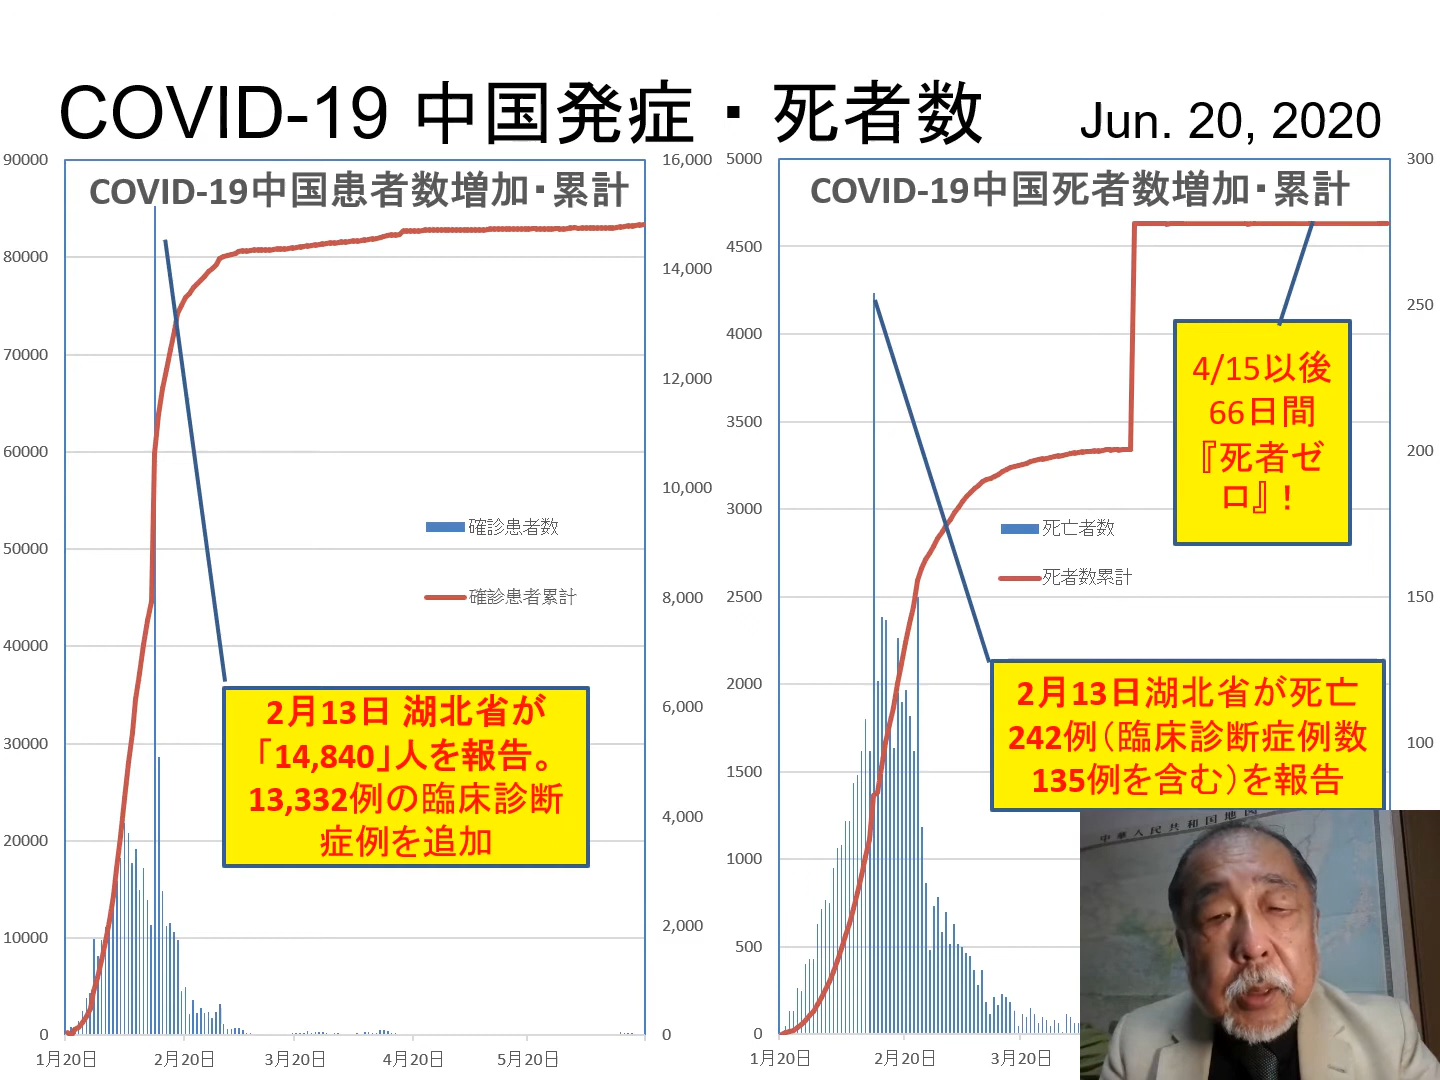 COVID-19 中国発症・死者数 Jun. 20, 2020
COVID-19中国患者数増加・累計
90000
80000
70000
60000
50000
40000
30000
20000
10000
0
16,000
14,000
12,000
10,000
8,000
6,000
4,000
2,000
0
確診患者数
確診患者累計
2月13日 湖北省が
「14,840」人を報告。
13,332例の臨床診断
症例を追加
1月20日 2月20日 3月20日 4月20日 5月20日
COVID-19中国死者数増加・累計
5000
4500
4000
3500
3000
2500
2000
1500
1000
500
0
300
250
200
150
100
4/15以後
66日間
『死者ゼ
ロ』！
死亡者数
死者数累計
2月13日湖北省が死亡
242例（臨床診断症例数
135例を含む）を報告
1月20日 2月20日 3月20日
中華人民共和国地図